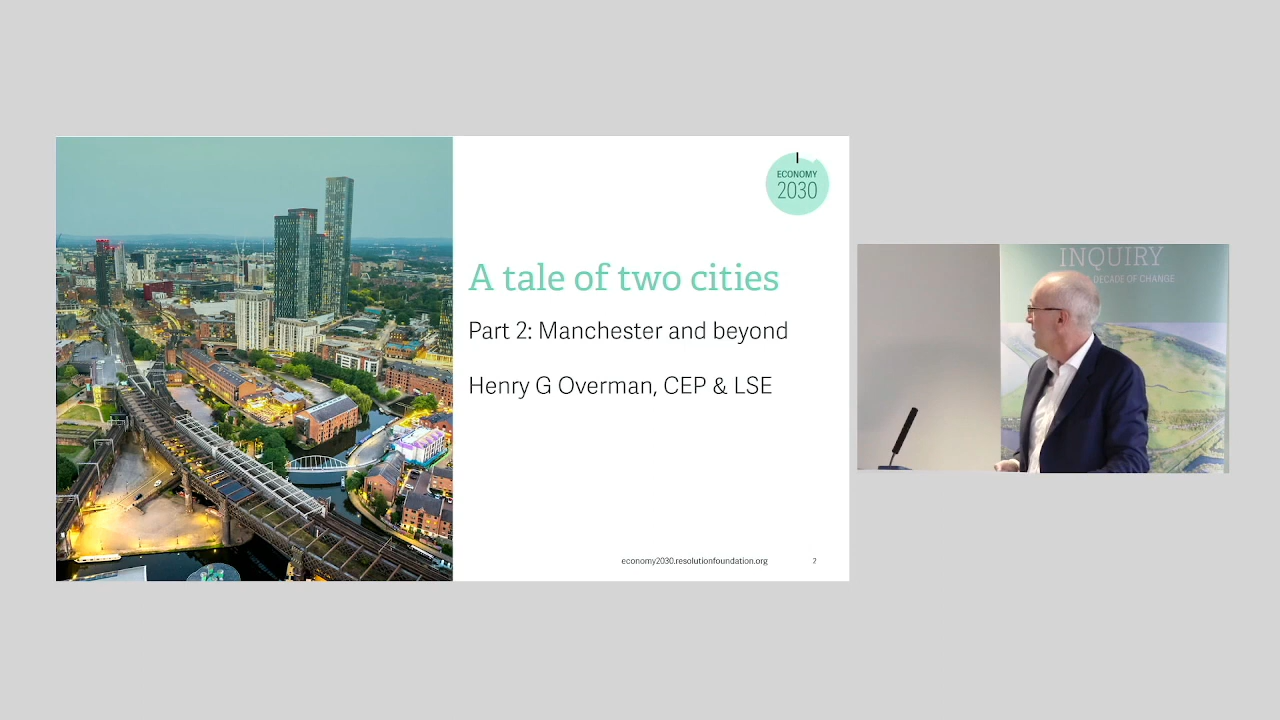 ECONOMY
2030
A tale of two cities
Part 2: Manchester and beyond
Henry G Overman, CEP & LSE
economy2030.resolutionfoundation.org
2
INQUIRY
DECADE OF CHANGE